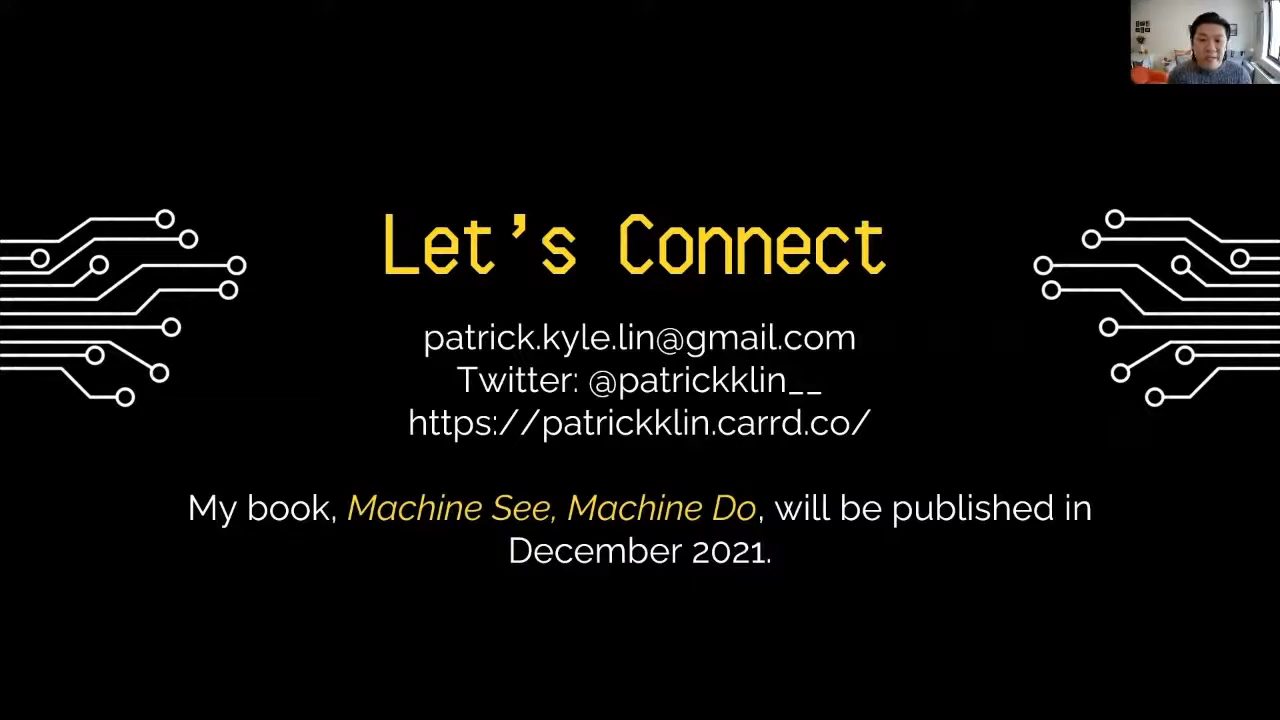 Let's Connect
patrick.kyle.lin@gmail.com
Twitter: @patrickklin__
https://patrickklin.carrd.co/
My book, Machine See, Machine Do, will be published in
December 2021.